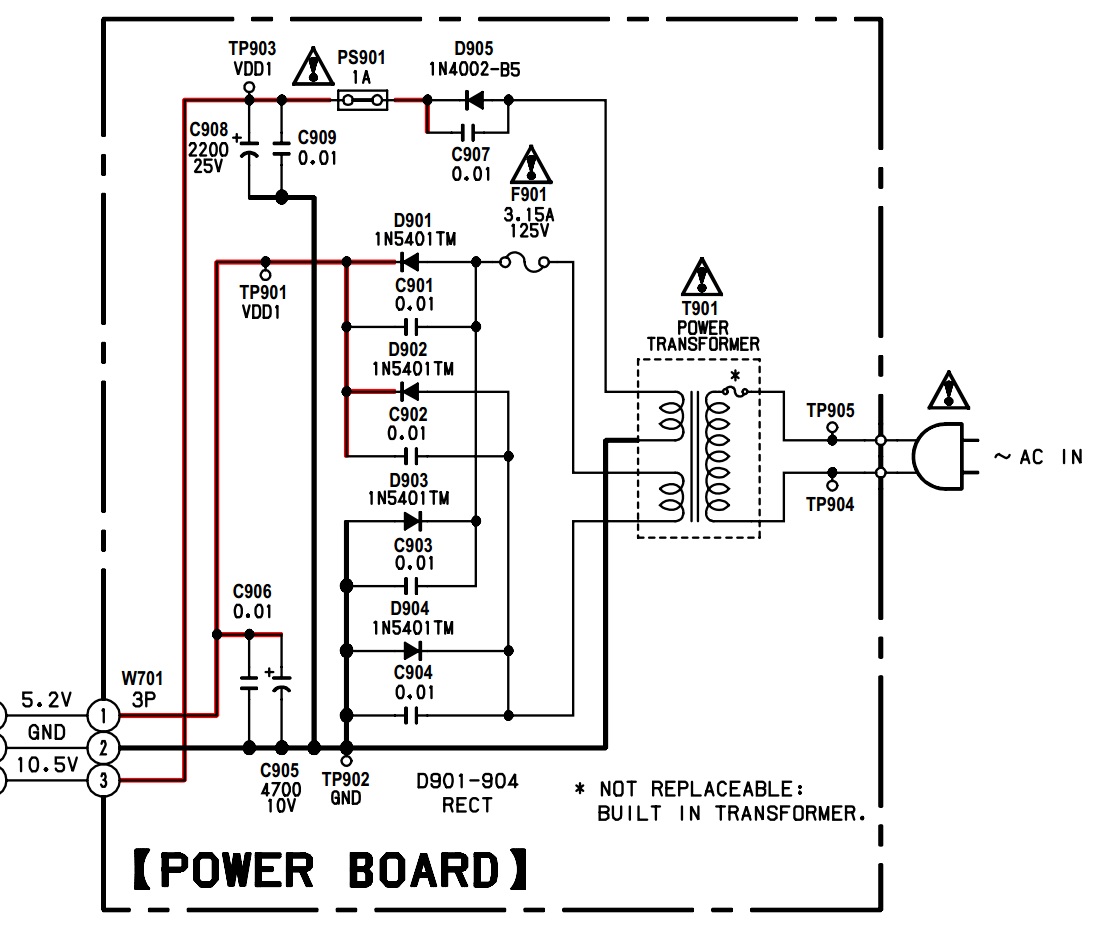 TP903
VDD1
PS901
1A
D905
1N4002-B5
C908
+
2200
25V
C909
0.01
C907
0.01
F901
3.15A
125V
D901
1N5401TM
TP901
VDD1
C901
0.01
D902
1N5401TM
C902
0.01
T901
POWER
TRANSFORMER
*
TP905
~ AC IN
TP904
D903
1N5401TM
C903
0.01
C906
0.01
D904
1N5401TM
C904
0.01
+
W701
3P
5.2V
1
GND
2
10.5V
3
C905
4700
10V
TP902
GND
D901-904
RECT
* NOT REPLACEABLE:
BUILT IN TRANSFORMER.
【POWER BOARD】